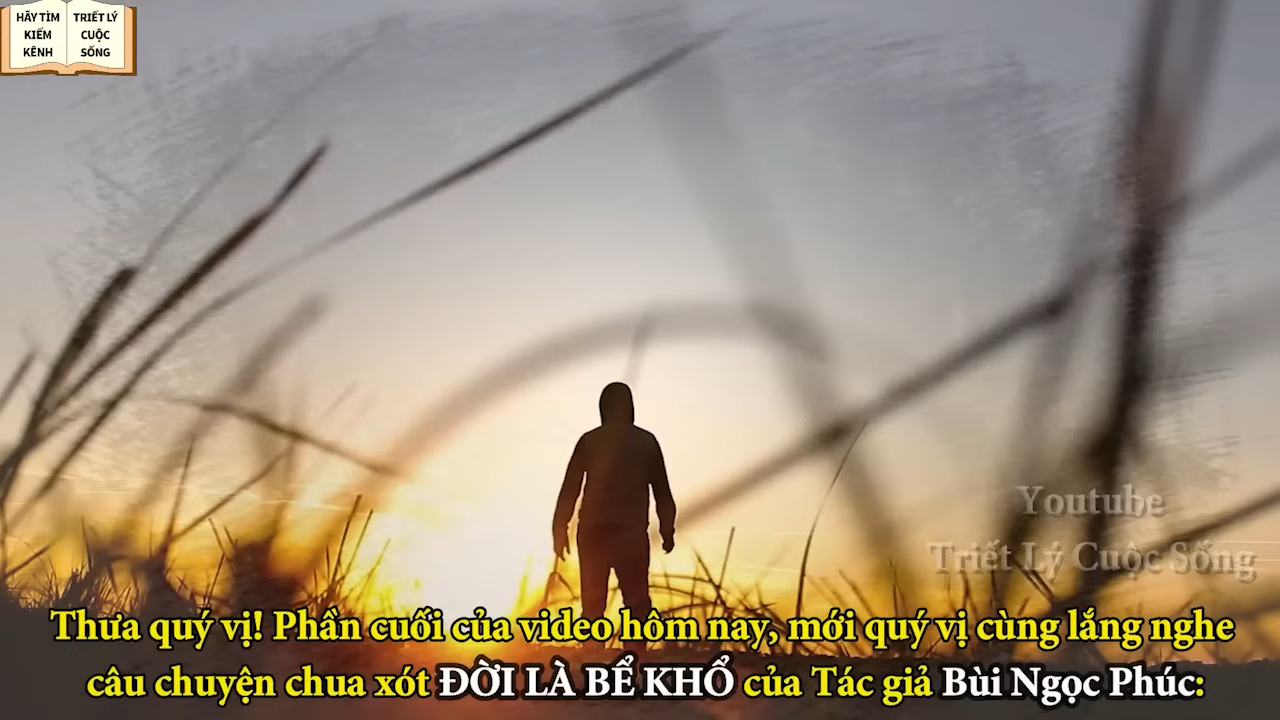 HÃY TÌM
KIẾM
KÊNH
TRIẾT LÝ
CUỘC
SỐNG
Youtube
Triết Lý Cuộc Sống
Thưa quý vị! Phần cuối của video hôm nay, mới quý vị cùng lắng nghe
câu chuyện chua xót ĐỜI LÀ BỂ KHỔ của Tác giả Bùi Ngọc Phúc: